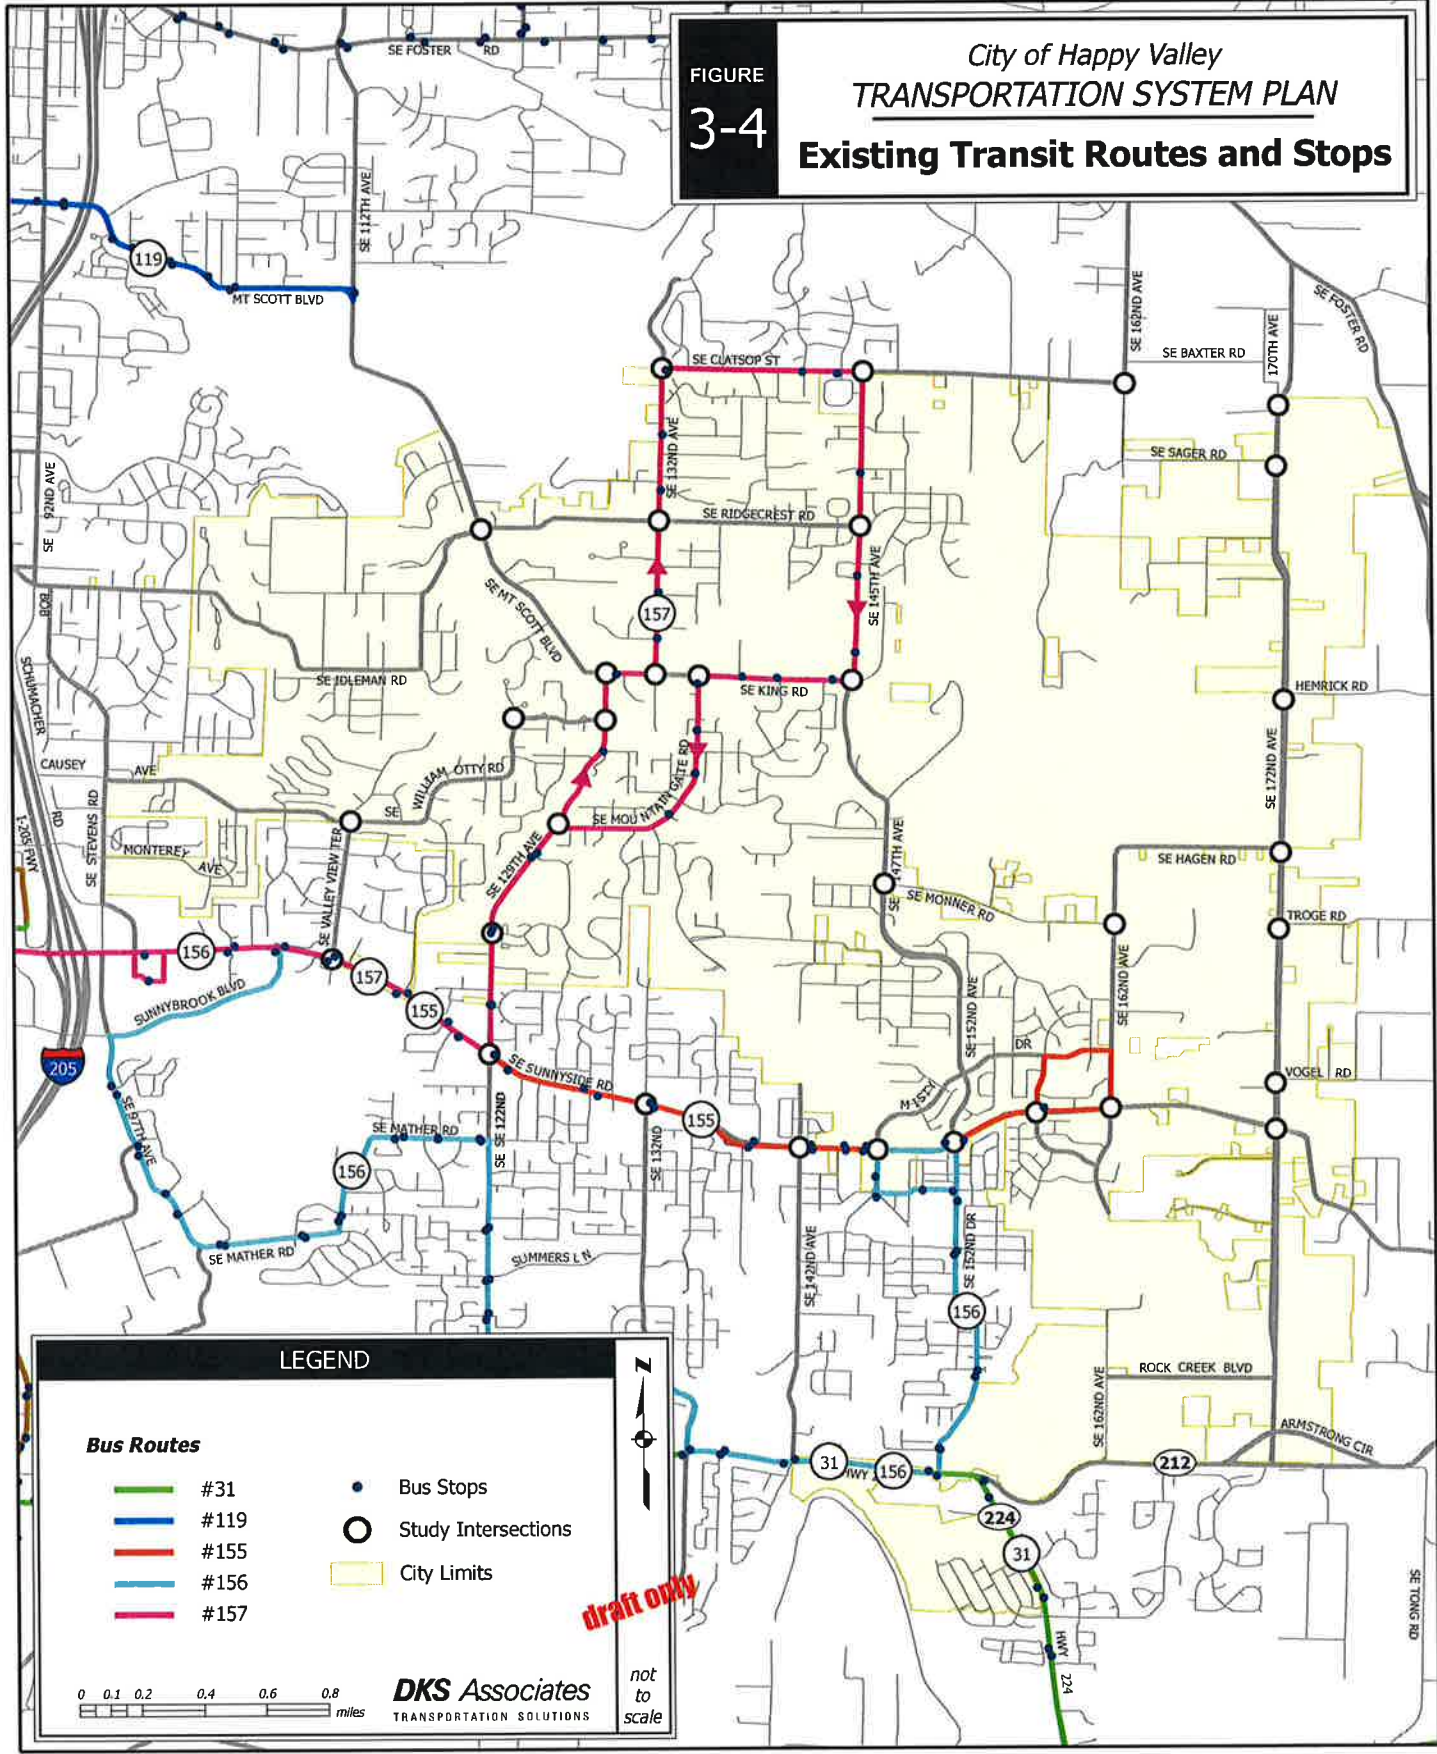 FIGURE
3-4
City of Happy Valley
TRANSPORTATION SYSTEM PLAN
Existing Transit Routes and Stops
SE FOSTER RD
SE 112TH AVE
119
MT SCOTT BLVD
SE 162ND AVE
SE FOSTER RD
170TH AVE
SE BAXTER RD
SE CLATSOP ST
SE 132ND AVE
SE SAGER RD
SE 92ND AVE
SE RIDGECREST RD
SE 145TH AVE
SE MT SCOTT BLVD
BOB
SCHUMACHER
RD
157
SE IDLEMAN RD
SE KING RD
HEMRICK RD
SE 172ND AVE
CAUSEY AVE
SE WILLIAM OTTY RD
SE MOUNTAIN GATE RD
I-205 FWY
SE STEVENS RD
MONTEREY AVE
SE VALLEY VIEW TER
SE 129TH AVE
SE 147TH AVE
SE HAGEN RD
SE MONNER RD
TROGE RD
156
157
155
SUNNYBROOK BLVD
SE 162ND AVE
SE 152ND AVE
MISTY DR
205
SE SUNNYSIDE RD
VOGEL RD
SE 97TH AVE
SE MATHER RD
SE 122ND
155
SE 132ND
156
SE MATHER RD
SUMMERS LN
SE 142ND AVE
SE 152ND DR
156
ROCK CREEK BLVD
SE 162ND AVE
ARMSTRONG CIR
212
31
HWY
156
224
31
HWY 224
SE TONG RD
LEGEND
Bus Routes
#31
#119
#155
#156
#157
Bus Stops
Study Intersections
City Limits
0 0.1 0.2 0.4 0.6 0.8
miles
DKS Associates
TRANSPORTATION SOLUTIONS
N
not
to
scale
draft only